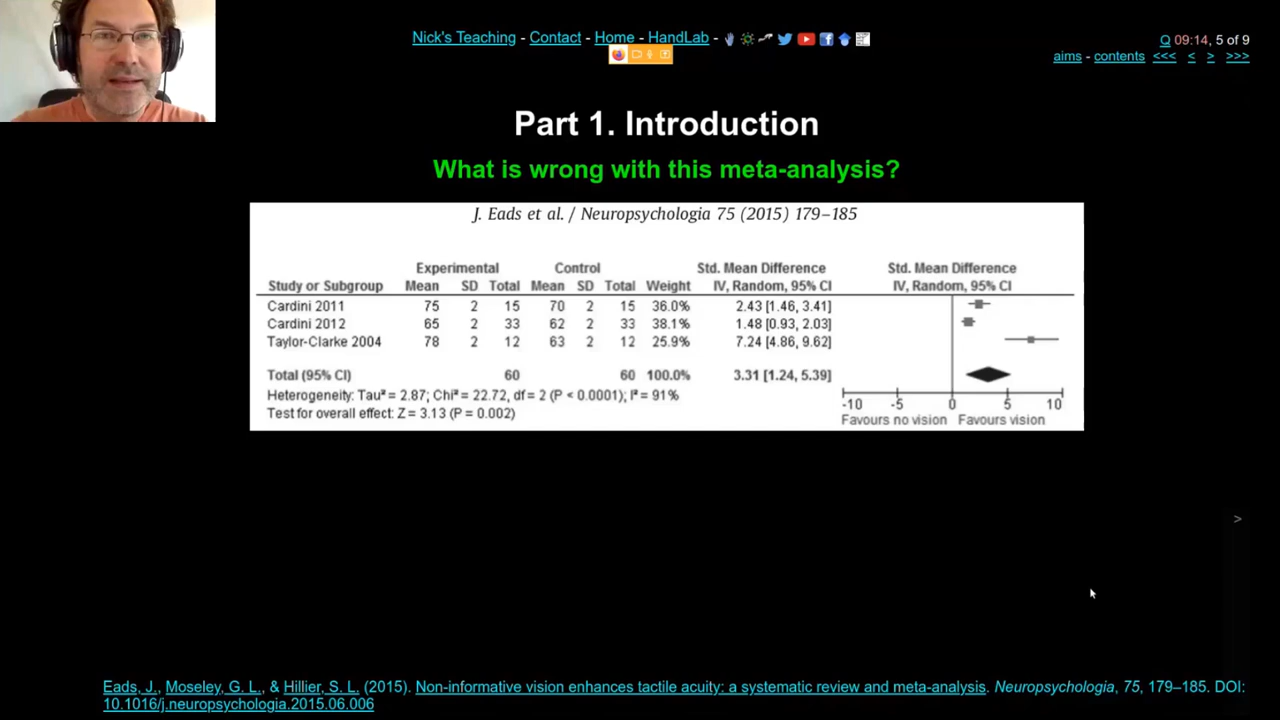 Nick's Teaching - Contact - Home - HandLab -
Q 09:14, 5 of 9
aims - contents <<< < > >>>
Part 1. Introduction
What is wrong with this meta-analysis?
J. Eads et al. / Neuropsychologia 75 (2015) 179–185
Experimental Control Std. Mean Difference Std. Mean Difference
Study or Subgroup Mean SD Total Mean SD Total Weight IV, Random, 95% CI IV, Random, 95% CI
Cardini 2011 75 2 15 70 2 15 36.0% 2.43 [1.46, 3.41]
Cardini 2012 65 2 33 62 2 33 38.1% 1.48 [0.93, 2.03]
Taylor-Clarke 2004 78 2 12 63 2 12 25.9% 7.24 [4.86, 9.62]
Total (95% CI) 60 60 100.0% 3.31 [1.24, 5.39]
Heterogeneity: Tau² = 2.87; Chi² = 22.72, df = 2 (P < 0.0001); I² = 91%
Test for overall effect: Z = 3.13 (P = 0.002)
-10 -5 0 5 10
Favours no vision Favours vision
>
Eads, J., Moseley, G. L., & Hillier, S. L. (2015). Non-informative vision enhances tactile acuity: a systematic review and meta-analysis. Neuropsychologia, 75, 179–185. DOI:
10.1016/j.neuropsychologia.2015.06.006